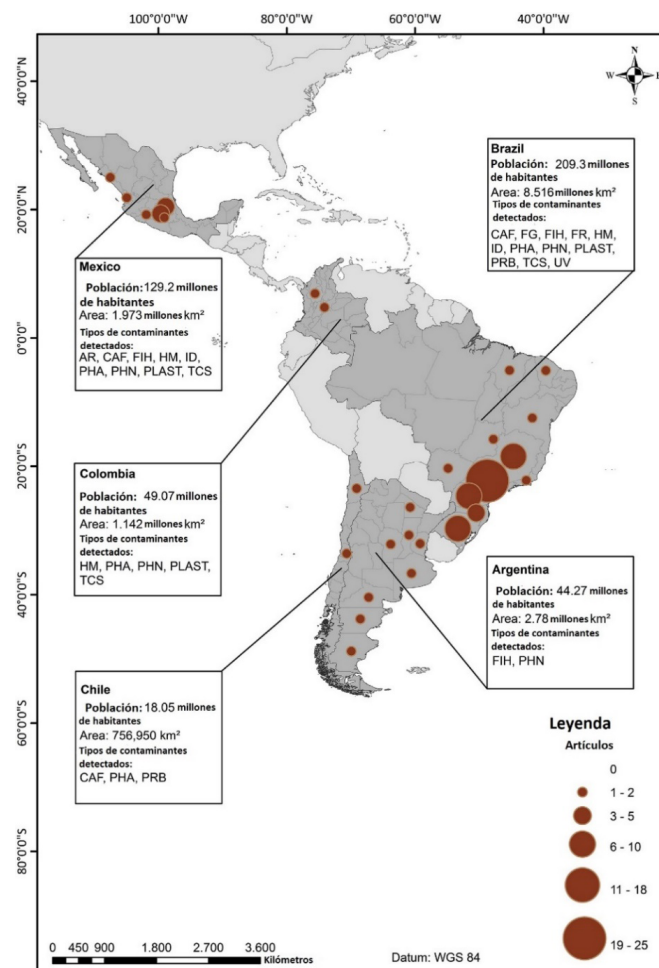 100°0'0"O
80°0'0"O
60°0'0"O
40°0'0"O
40°0'0"N
20°0'0"N
0°0'0"
20°0'0"S
40°0'0"S
60°0'0"S
80°0'0"S
N
W
E
S
Brazil
Población: 209.3 millones
de habitantes
Area: 8.516 millones km²
Tipos de contaminantes
detectados:
CAF, FG, FIH, FR, HM,
ID, PHA, PHN, PLAST,
PRB, TCS, UV
Mexico
Población:129.2 millones
de habitantes
Area: 1.973 millones km²
Tipos de contaminantes
detectados:
AR, CAF, FIH, HM, ID,
PHA, PHN, PLAST, TCS
Colombia
Población: 49.07 millones
de habitantes
Area: 1.142 millones km²
Tipos de contaminantes
detectados:
HM, PHA, PHN, PLAST,
TCS
Argentina
Población: 44.27 millones
de habitantes
Area: 2.78 millones km²
Tipos de contaminantes
detectados:
FIH, PHN
Chile
Población:18.05 millones
de habitantes
Area: 756,950 km²
Tipos de contaminantes
detectados:
CAF, PHA, PRB
Leyenda
Artículos
0
1 - 2
3 - 5
6 - 10
11 - 18
19 - 25
0 450 900 1.800 2.700 3.600
Kilómetros
Datum: WGS 84